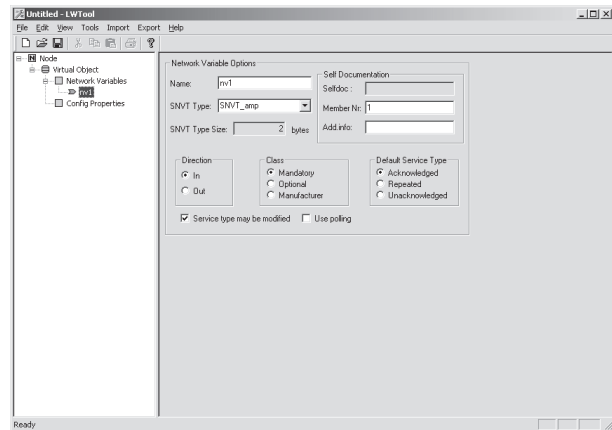 Untitled - LWTool
File Edit View Tools Import Export Help
Node
Virtual Object
Network Variables
nv1
Config Properties
Network Variable Options
Name: nv1
SNVT Type: SNVT_amp
SNVT Type Size: 2 bytes
Self Documentation
Selfdoc :
Member Nr: 1
Add.info:
Direction
In
Out
Class
Mandatory
Optional
Manufacturer
Default Service Type
Acknowledged
Repeated
Unacknowledged
Service type may be modified Use polling
Ready